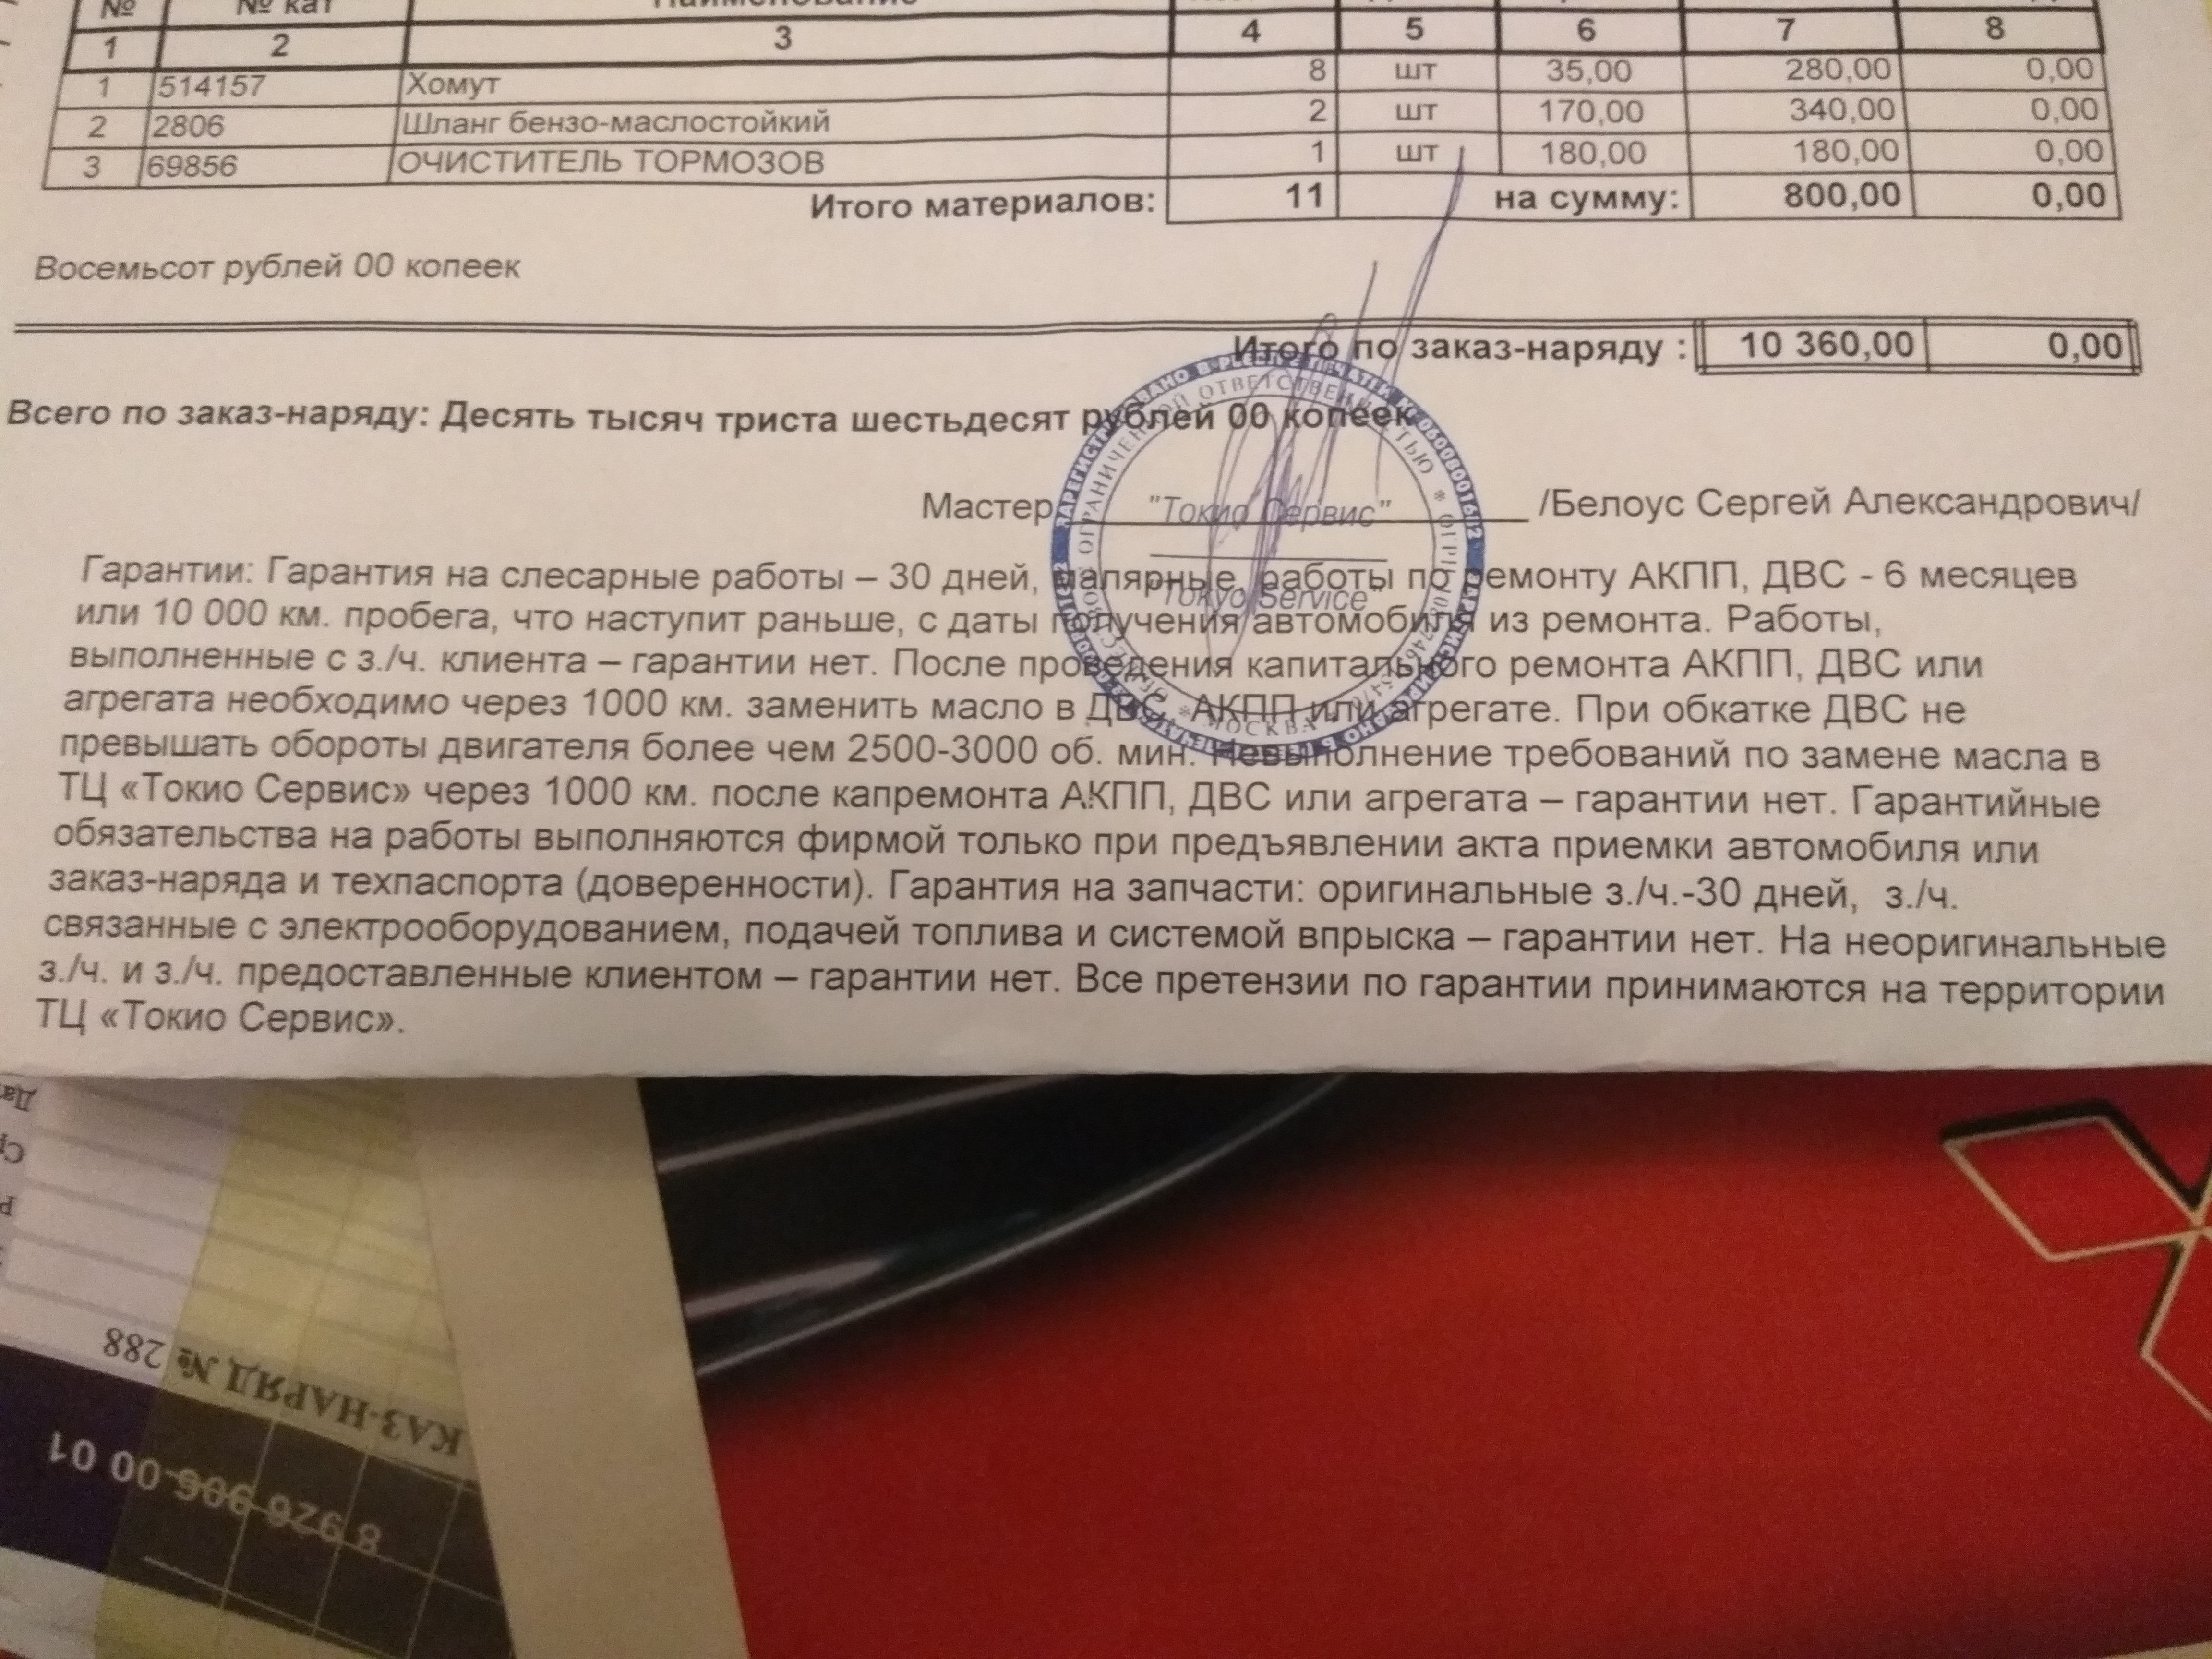 № № кат Наименование
1 2 3 4 5 6 7 8
1 514157 Хомут 8 шт 35,00 280,00 0,00
2 2806 Шланг бензо-маслостойкий 2 шт 170,00 340,00 0,00
3 69856 ОЧИСТИТЕЛЬ ТОРМОЗОВ 1 шт 180,00 180,00 0,00
Итого материалов: 11 на сумму: 800,00 0,00
Восемьсот рублей 00 копеек
Итого по заказ-наряду : 10 360,00 0,00
Всего по заказ-наряду: Десять тысяч триста шестьдесят рублей 00 копеек
Мастер /Белоус Сергей Александрович/
"Токио Сервис"
"Tokyo Service"
ОГРАНИЧЕННОЙ ОТВЕТСТВЕННОСТЬЮ
МОСКВА
Гарантии: Гарантия на слесарные работы – 30 дней, малярные, работы по ремонту АКПП, ДВС - 6 месяцев
или 10 000 км. пробега, что наступит раньше, с даты получения автомобиля из ремонта. Работы,
выполненные с з./ч. клиента – гарантии нет. После проведения капитального ремонта АКПП, ДВС или
агрегата необходимо через 1000 км. заменить масло в ДВС, АКПП или агрегате. При обкатке ДВС не
превышать обороты двигателя более чем 2500-3000 об. мин. Невыполнение требований по замене масла в
ТЦ «Токио Сервис» через 1000 км. после капремонта АКПП, ДВС или агрегата – гарантии нет. Гарантийные
обязательства на работы выполняются фирмой только при предъявлении акта приемки автомобиля или
заказ-наряда и техпаспорта (доверенности). Гарантия на запчасти: оригинальные з./ч.-30 дней, з./ч.
связанные с электрооборудованием, подачей топлива и системой впрыска – гарантии нет. На неоригинальные
з./ч. и з./ч. предоставленные клиентом – гарантии нет. Все претензии по гарантии принимаются на территории
ТЦ «Токио Сервис».
КАЗ-НАРЯД № 288
8 926 906 00 01